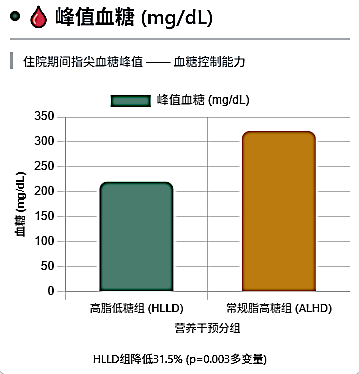 峰值血糖 (mg/dL)
住院期间指尖血糖峰值 —— 血糖控制能力
峰值血糖 (mg/dL)
350
300
250
200
150
100
50
0
血糖 (mg/dL)
高脂低糖组 (HLLD)
常规脂高糖组 (ALHD)
营养干预分组
HLLD组降低31.5% (p=0.003多变量)